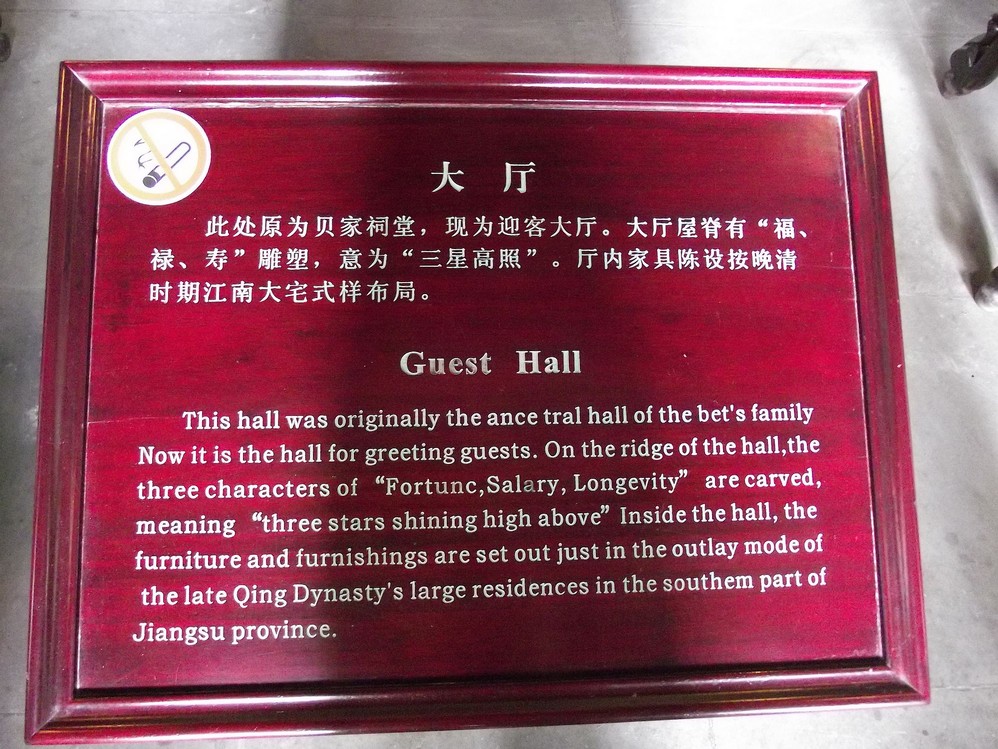 大 厅
此处原为贝家祠堂，现为迎客大厅。大厅屋脊有“福、
禄、寿”雕塑，意为“三星高照”。厅内家具陈设按晚清
时期江南大宅式样布局。
Guest Hall
This hall was originally the ance tral hall of the bet's family
Now it is the hall for greeting guests. On the ridge of the hall,the
three characters of “Fortunc,Salary, Longevity” are carved,
meaning “three stars shining high above” Inside the hall, the
furniture and furnishings are set out just in the outlay mode of
the late Qing Dynasty's large residences in the southem part of
Jiangsu province.